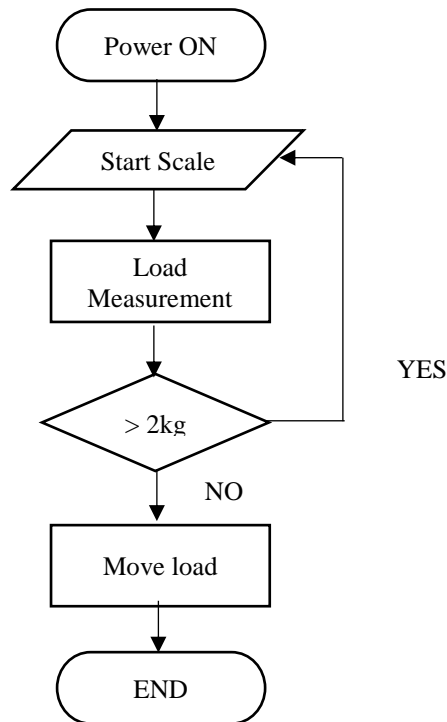 Power ON
Start Scale
Load
Measurement
YES
> 2kg
NO
Move load
END